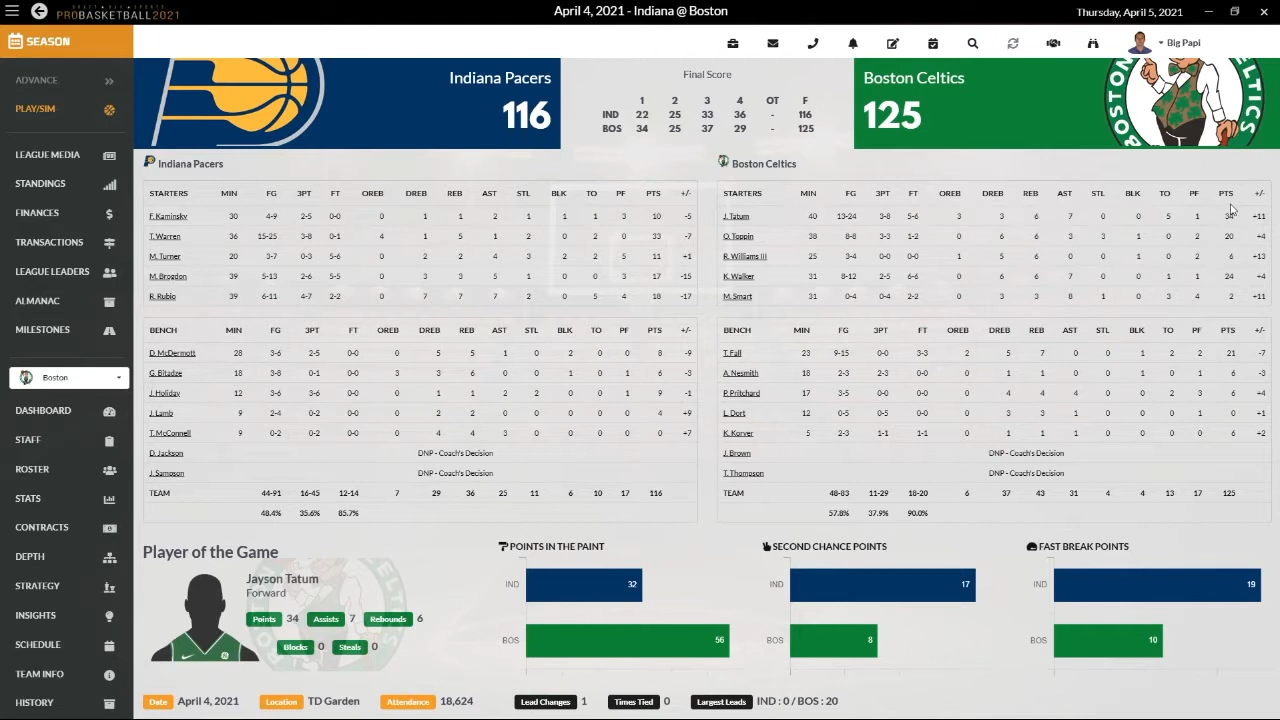 DRAFT DAY SPORTS
PROBASKETBALL2021
April 4, 2021 - Indiana @ Boston
Thursday, April 5, 2021
SEASON
Big Papi
ADVANCE
PLAY/SIM
LEAGUE MEDIA
STANDINGS
FINANCES
TRANSACTIONS
LEAGUE LEADERS
ALMANAC
MILESTONES
Boston
DASHBOARD
STAFF
ROSTER
STATS
CONTRACTS
DEPTH
STRATEGY
INSIGHTS
SCHEDULE
TEAM INFO
HISTORY
Indiana Pacers
116
Final Score
1 2 3 4 OT F
IND 22 25 33 36 - 116
BOS 34 25 37 29 - 125
Boston Celtics
125
BOSTON CELTICS
Indiana Pacers
STARTERS MIN FG 3PT FT OREB DREB REB AST STL BLK TO PF PTS +/-
F. Kaminsky 30 4-9 2-5 0-0 0 1 1 2 1 1 1 3 10 -5
T. Warren 36 15-25 3-8 0-1 4 1 5 1 2 0 2 0 33 -7
M. Turner 20 3-7 0-3 5-6 0 2 2 4 3 2 2 5 11 +1
M. Brogdon 39 5-13 2-6 5-5 0 3 3 5 1 0 0 0 17 -15
R. Rubio 39 6-11 4-7 2-2 0 7 7 7 2 0 5 4 18 -17
BENCH MIN FG 3PT FT OREB DREB REB AST STL BLK TO PF PTS +/-
D. McDermott 28 3-6 2-5 0-0 0 5 5 1 0 2 0 0 8 -9
G. Bitadze 18 3-8 0-1 0-0 3 3 6 0 0 1 0 1 6 -3
J. Holiday 12 3-6 3-6 0-0 0 1 1 2 2 0 0 1 9 -1
J. Lamb 9 2-4 0-2 0-0 0 2 2 0 0 0 0 0 4 +9
T. McConnell 9 0-2 0-2 0-0 0 4 4 3 0 0 0 0 0 +7
D. Jackson DNP - Coach's Decision
J. Sampson DNP - Coach's Decision
TEAM 44-91 16-45 12-14 7 29 36 25 11 6 10 17 116
48.4% 35.6% 85.7%
Boston Celtics
STARTERS MIN FG 3PT FT OREB DREB REB AST STL BLK TO PF PTS +/-
J. Tatum 40 13-24 3-8 5-6 3 3 6 7 0 0 5 1 34 +11
O. Toppin 38 8-8 3-3 1-2 0 6 6 3 3 1 0 2 20 +4
R. Williams III 25 3-4 0-0 0-0 1 5 6 0 0 1 0 2 6 +13
K. Walker 31 8-12 2-5 6-6 0 6 6 7 0 0 1 1 24 +4
M. Smart 31 0-4 0-4 2-2 0 3 3 8 1 0 3 4 2 +11
BENCH MIN FG 3PT FT OREB DREB REB AST STL BLK TO PF PTS +/-
T. Fall 23 9-15 0-0 3-3 2 5 7 0 0 1 2 2 21 -7
A. Nesmith 18 2-3 2-3 0-0 0 1 1 0 0 1 0 1 6 -3
P. Pritchard 17 3-5 0-0 0-0 0 4 4 4 0 0 2 3 6 +4
L. Dort 12 0-5 0-5 0-0 0 3 3 1 0 0 0 1 0 +1
K. Korver 5 2-3 1-1 1-1 0 1 1 1 0 0 0 0 6 +2
J. Brown DNP - Coach's Decision
T. Thompson DNP - Coach's Decision
TEAM 48-83 11-29 18-20 6 37 43 31 4 4 13 17 125
57.8% 37.9% 90.0%
Player of the Game
Jayson Tatum
Forward
Points 34 Assists 7 Rebounds 6
Blocks 0 Steals 0
POINTS IN THE PAINT
IND 32
BOS 56
SECOND CHANCE POINTS
IND 17
BOS 8
FAST BREAK POINTS
IND 19
BOS 10
Date April 4, 2021 Location TD Garden Attendance 18,624 Lead Changes 1 Times Tied 0 Largest Leads IND : 0 / BOS : 20